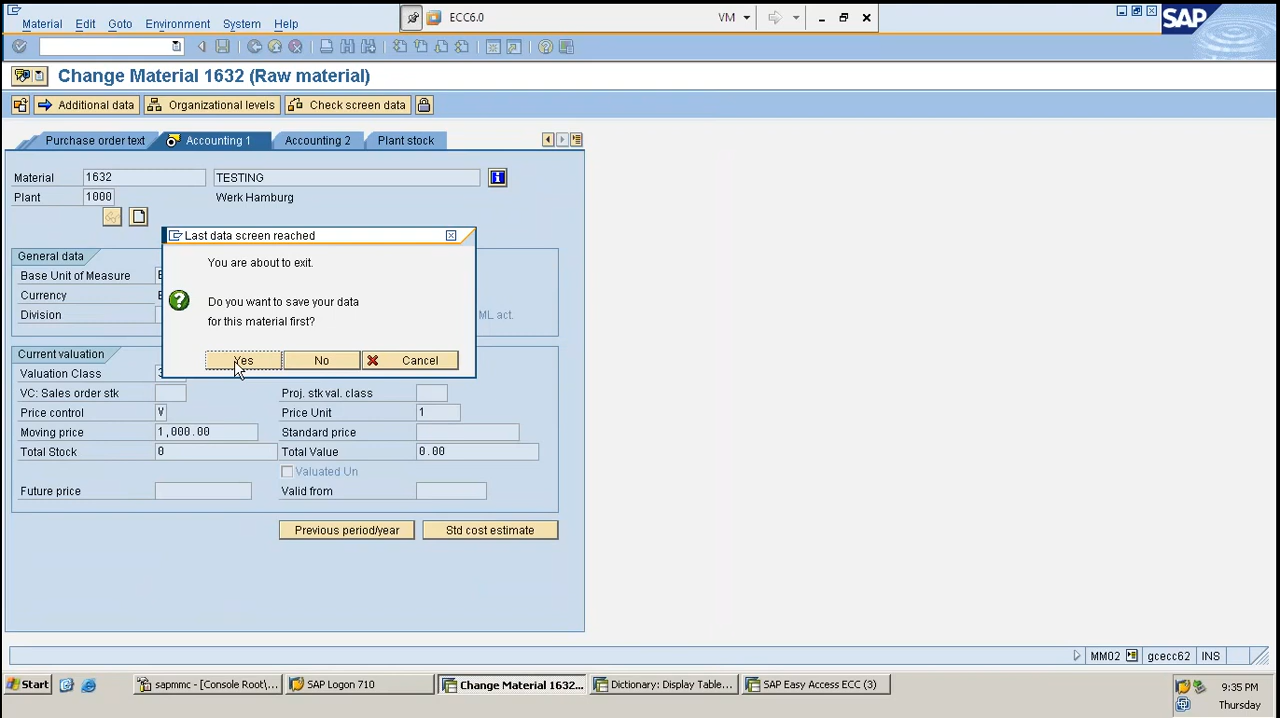 Material Edit Goto Environment System Help
ECC6.0
VM
SAP
Change Material 1632 (Raw material)
Additional data Organizational levels Check screen data
Purchase order text Accounting 1 Accounting 2 Plant stock
Material 1632 TESTING
Plant 1000 Werk Hamburg
Last data screen reached
You are about to exit.
Do you want to save your data
for this material first?
Yes No Cancel
General data
Base Unit of Measure
Currency
Division ML act.
Current valuation
Valuation Class
VC: Sales order stk Proj. stk val. class
Price control V Price Unit 1
Moving price 1,000.00 Standard price
Total Stock 0 Total Value 0.00
Valuated Un
Future price Valid from
Previous period/year Std cost estimate
MM02 gcecc62 INS
Start sapmmc - [Console Root\... SAP Logon 710 Change Material 1632... Dictionary: Display Table... SAP Easy Access ECC (3) 9:35 PM
Thursday